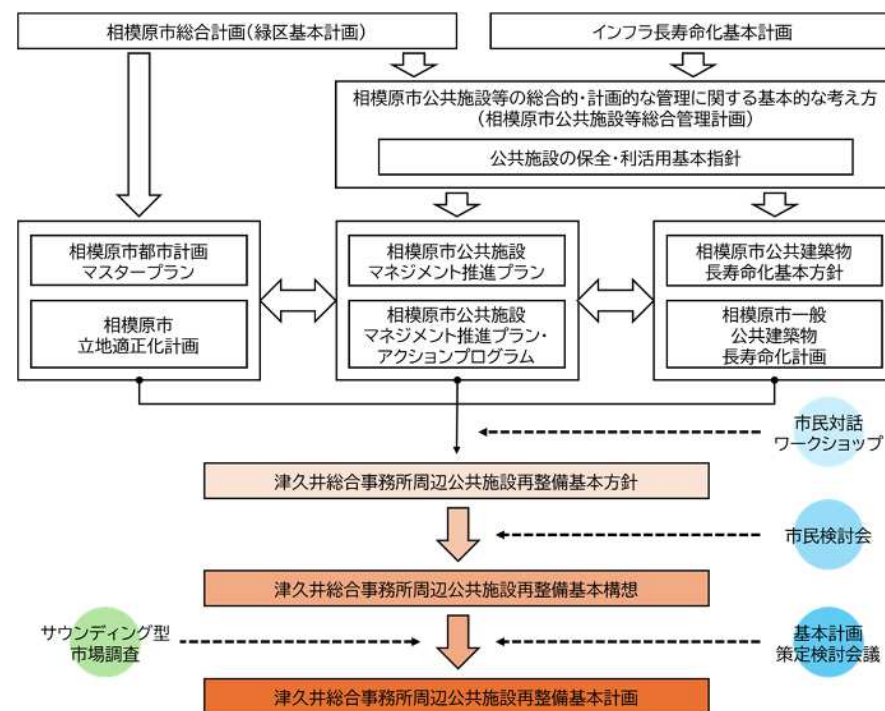 相模原市総合計画(緑区基本計画)
インフラ長寿命化基本計画
相模原市公共施設等の総合的・計画的な管理に関する基本的な考え方
(相模原市公共施設等総合管理計画)
公共施設の保全・利活用基本指針
相模原市都市計画
マスタープラン
相模原市
立地適正化計画
相模原市公共施設
マネジメント推進プラン
相模原市公共施設
マネジメント推進プラン・
アクションプログラム
相模原市公共建築物
長寿命化基本方針
相模原市一般
公共建築物
長寿命化計画
市民対話
ワークショップ
津久井総合事務所周辺公共施設再整備基本方針
市民検討会
津久井総合事務所周辺公共施設再整備基本構想
サウンディング型
市場調査
基本計画
策定検討会議
津久井総合事務所周辺公共施設再整備基本計画